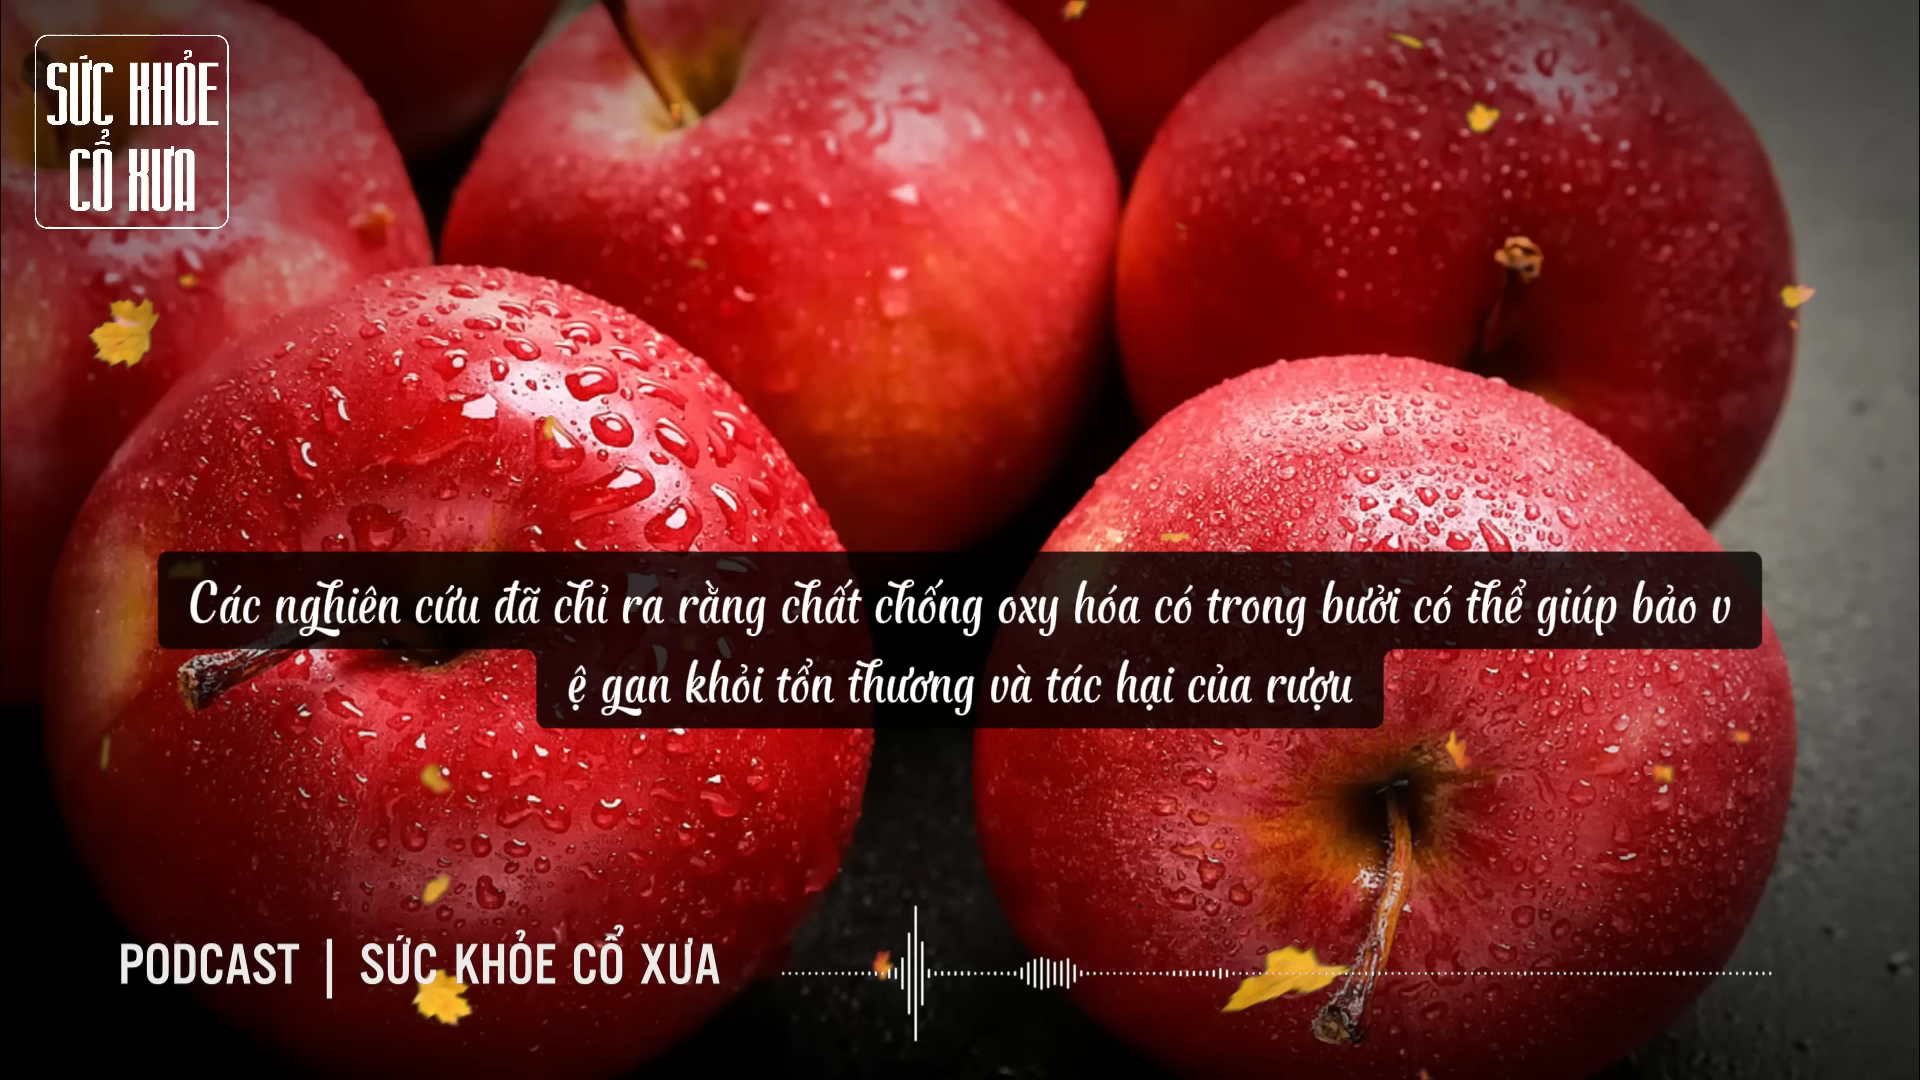 SỨC KHỎE
CỔ XƯA
Các nghiên cứu đã chỉ ra rằng chất chống oxy hóa có trong bưởi có thể giúp bảo v
ệ gan khỏi tổn thương và tác hại của rượu
PODCAST | SỨC KHỎE CỔ XƯA